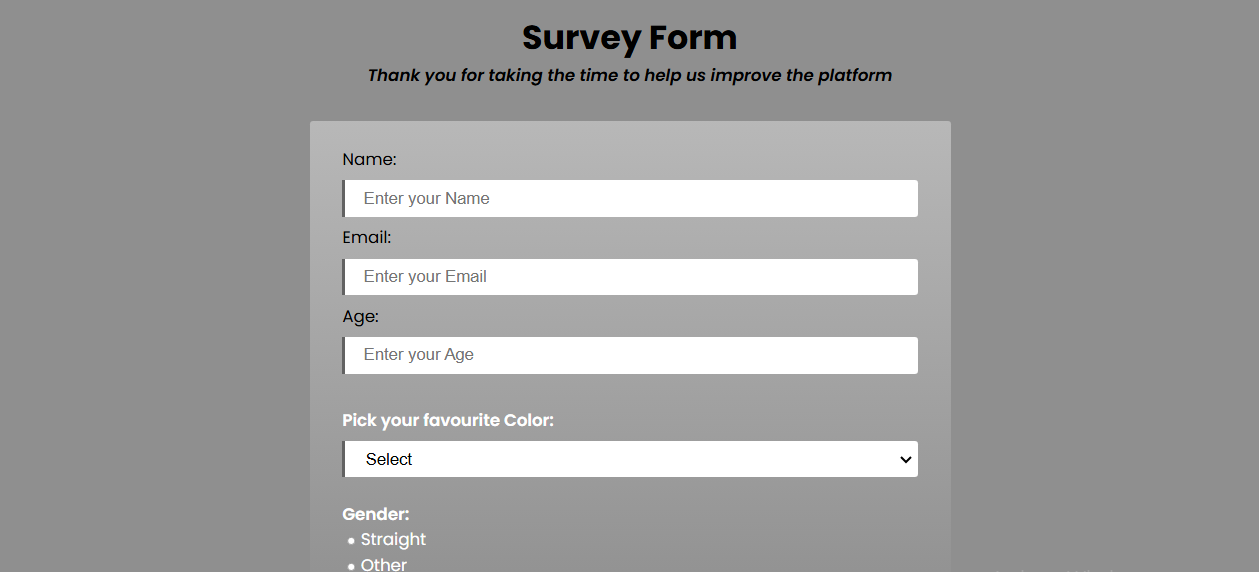 Survey Form
Thank you for taking the time to help us improve the platform
Name:
Enter your Name
Email:
Enter your Email
Age:
Enter your Age
Pick your favourite Color:
Select
Gender:
Straight
Other